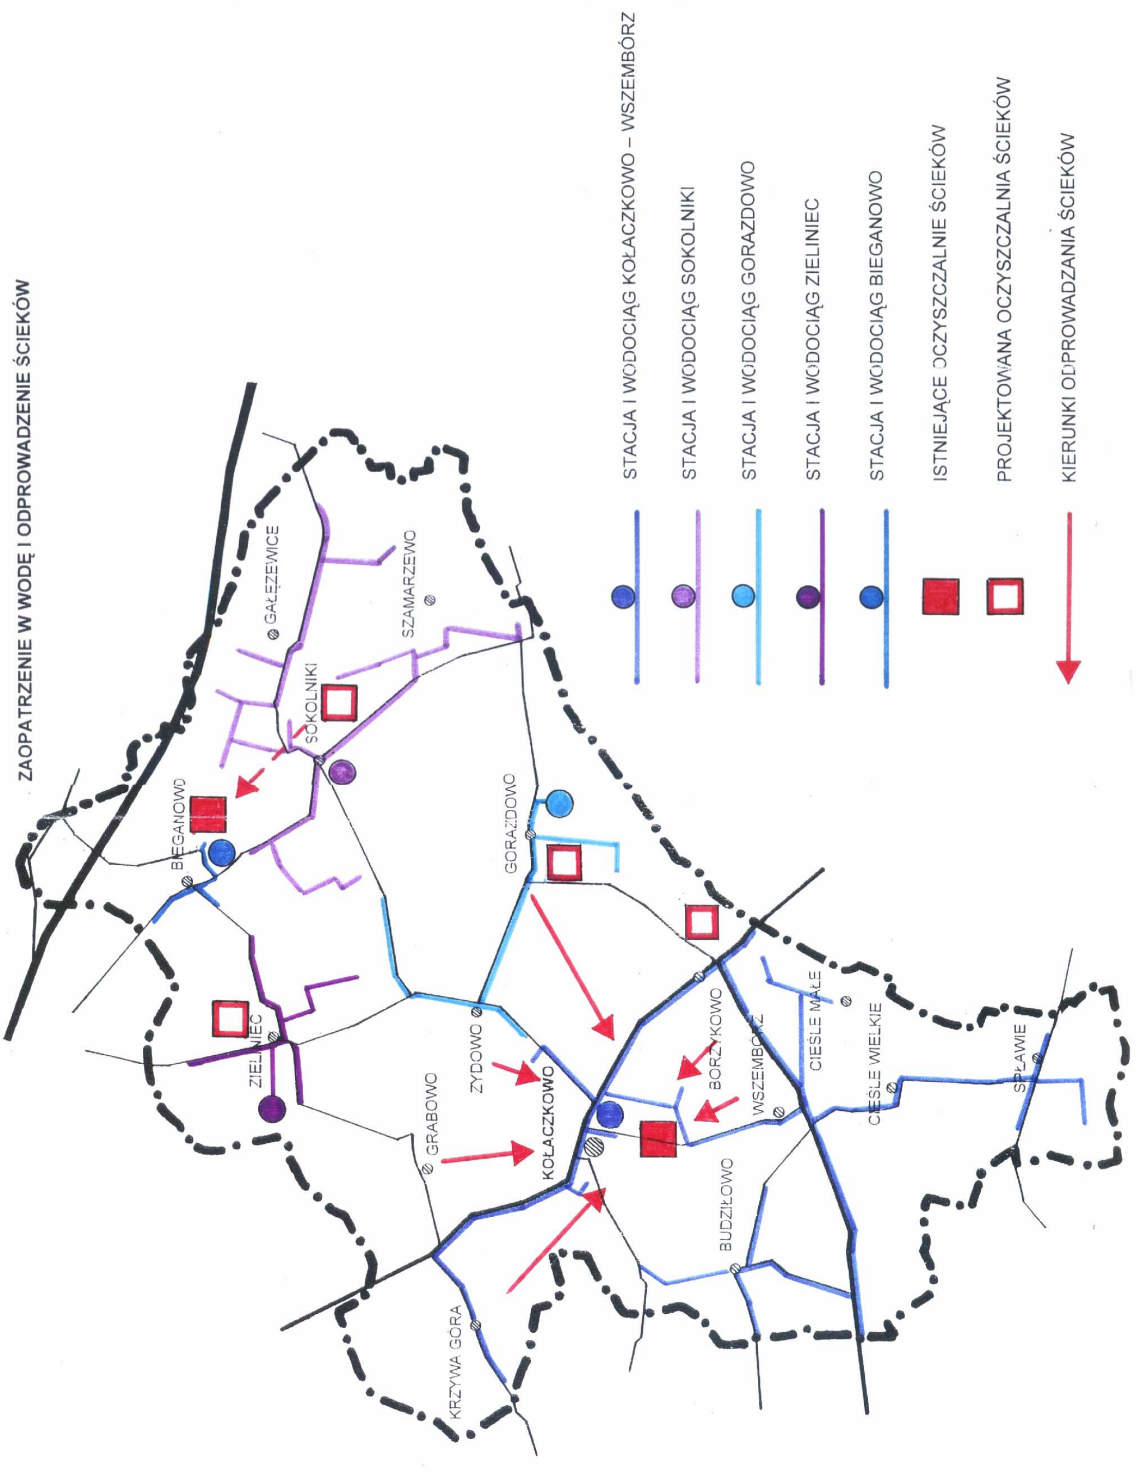 ZAOPATRZENIE W WODĘ I ODPROWADZENIE ŚCIEKÓW
GAŁĘZEWICE
SZAMARZEWO
SOKOLNIKI
BIEGANOWO
GORAZDOWO
ZIELINIEC
ZYDOWO
GRABOWO
KOŁACZKOWO
BORZYKOWO
WSZEMBÓRZ
CIEŚLE MAŁE
CIEŚLE WIELKIE
SPŁAWIE
BUDZIŁOWO
KRZYWA GÓRA
STACJA I WODOCIĄG KOŁACZKOWO – WSZEMBÓRZ
STACJA I WODOCIĄG SOKOLNIKI
STACJA I WODOCIĄG GORAZDOWO
STACJA I WODOCIĄG ZIELINIEC
STACJA I WODOCIĄG BIEGANOWO
ISTNIEJĄCE OCZYSZCZALNIE ŚCIEKÓW
PROJEKTOWANA OCZYSZCZALNIA ŚCIEKÓW
KIERUNKI ODPROWADZANIA ŚCIEKÓW